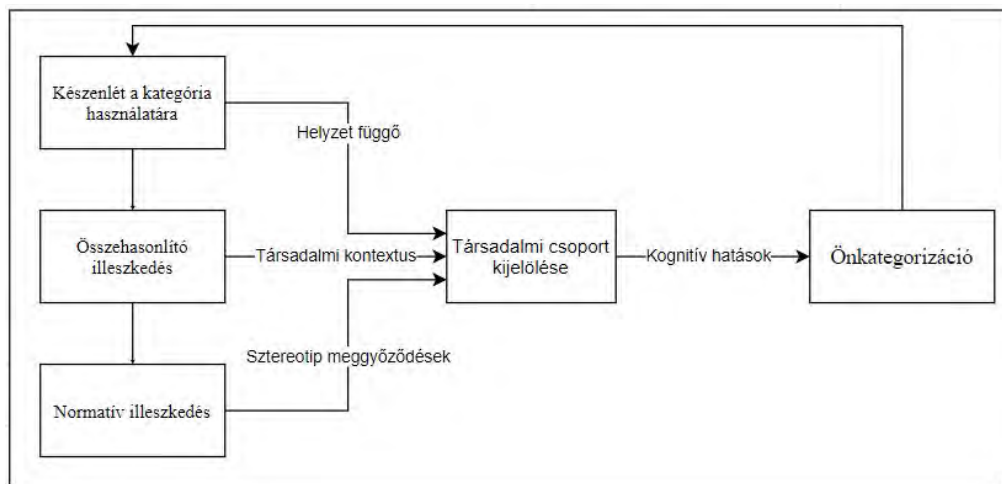 Készenlét a kategória
használatára
Helyzet függő
Összehasonlító
illeszkedés
Társadalmi kontextus
Társadalmi csoport
kijelölése
Kognitív hatások
Önkategorizáció
Sztereotip meggyőződések
Normatív illeszkedés